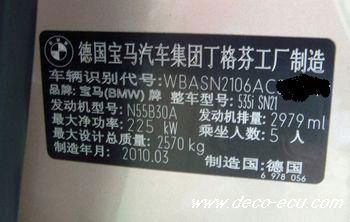 德国宝马汽车集团丁格芬工厂制造
车辆识别代号: WBASN2106AC
品牌: 宝马(BMW) 牌 整车型号: 535i SN21
发动机型号: N55B30A 发动机排量: 2979 ml
最大净功率: 225 kW 乘坐人数: 5 人
最大设计总质量: 2570 kg
制造年月: 2010.03 制造国: 德国
6 978 056
www.deco-ecu.com